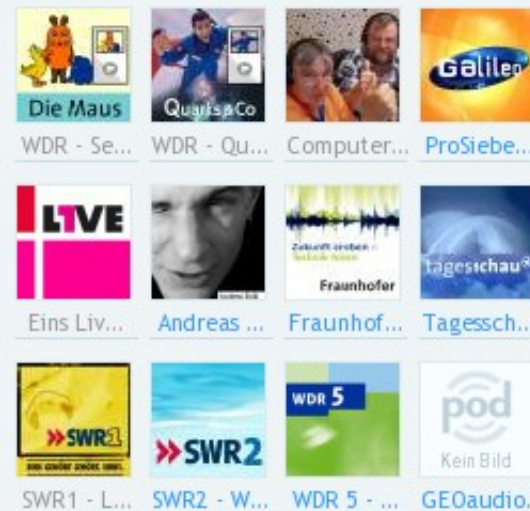 Die Maus
Quarks & Co
Galileo
WDR - Se... WDR - Qu... Computer... ProSiebe...
L1VE
Zukunft erleben
Fraunhofer
tagesschau
Eins Liv... Andreas ... Fraunhof... Tagessch...
SWR1
SWR2
WDR 5
pod
Kein Bild
SWR1 - L... SWR2 - W... WDR 5 - ... GEOaudio.